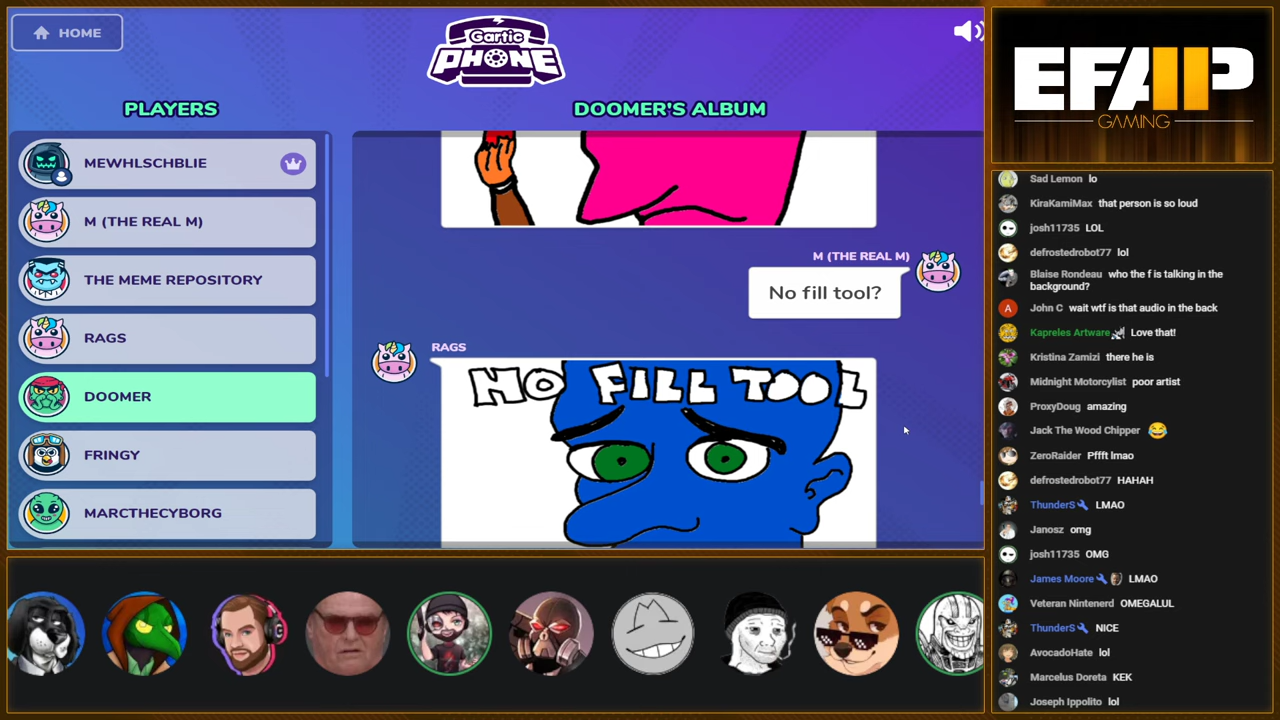 HOME
Gartic
PHONE
PLAYERS
DOOMER'S ALBUM
MEWHLSCHBLIE
M (THE REAL M)
THE MEME REPOSITORY
RAGS
DOOMER
FRINGY
MARCTHECYBORG
M (THE REAL M)
No fill tool?
RAGS
NO FILL TOOL
EFAP
GAMING
Sad Lemon lo
KiraKamiMax that person is so loud
josh11735 LOL
defrostedrobot77 lol
Blaise Rondeau who the f is talking in the
background?
John C wait wtf is that audio in the back
Kapreles Artware Love that!
Kristina Zamizi there he is
Midnight Motorcylist poor artist
ProxyDoug amazing
Jack The Wood Chipper
ZeroRaider Pffft lmao
defrostedrobot77 HAHAH
ThunderS LMAO
Janosz omg
josh11735 OMG
James Moore LMAO
Veteran Nintenerd OMEGALUL
ThunderS NICE
AvocadoHate lol
Marcelus Doreta KEK
Joseph Ippolito lol